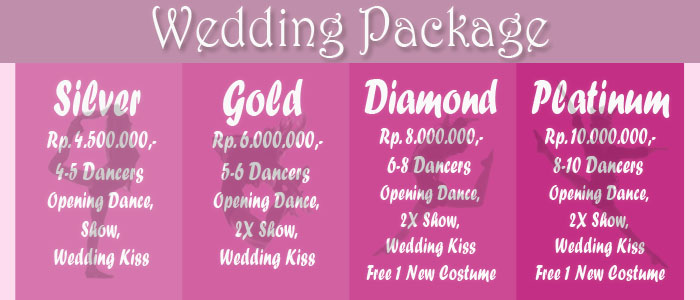 Wedding Package
Silver
Rp. 4.500.000,-
4-5 Dancers
Opening Dance,
Show,
Wedding Kiss
Gold
Rp. 6.000.000,-
5-6 Dancers
Opening Dance,
2X Show,
Wedding Kiss
Diamond
Rp. 8.000.000,-
6-8 Dancers
Opening Dance,
2X Show,
Wedding Kiss
Free 1 New Costume
Platinum
Rp. 10.000.000,-
8-10 Dancers
Opening Dance,
2X Show,
Wedding Kiss
Free 1 New Costume